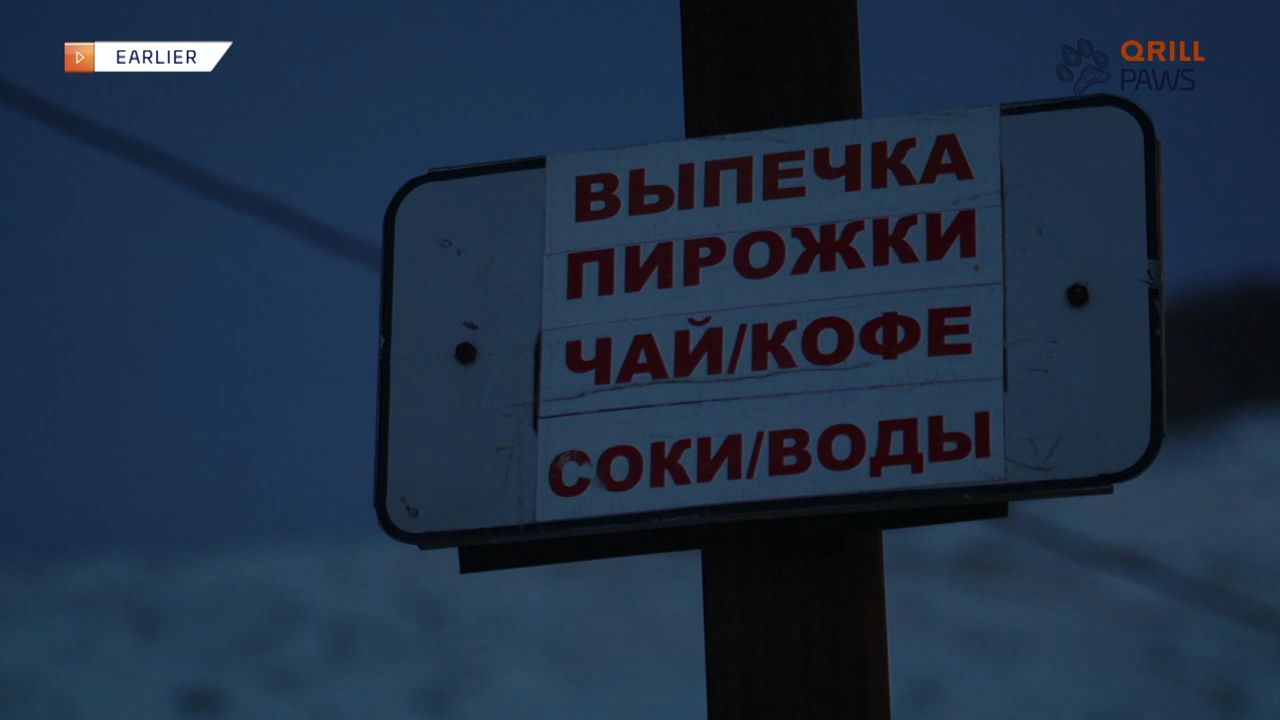 EARLIER
QRILL
PAWS
ВЫПЕЧКА
ПИРОЖКИ
ЧАЙ/КОФЕ
СОКИ/ВОДЫ